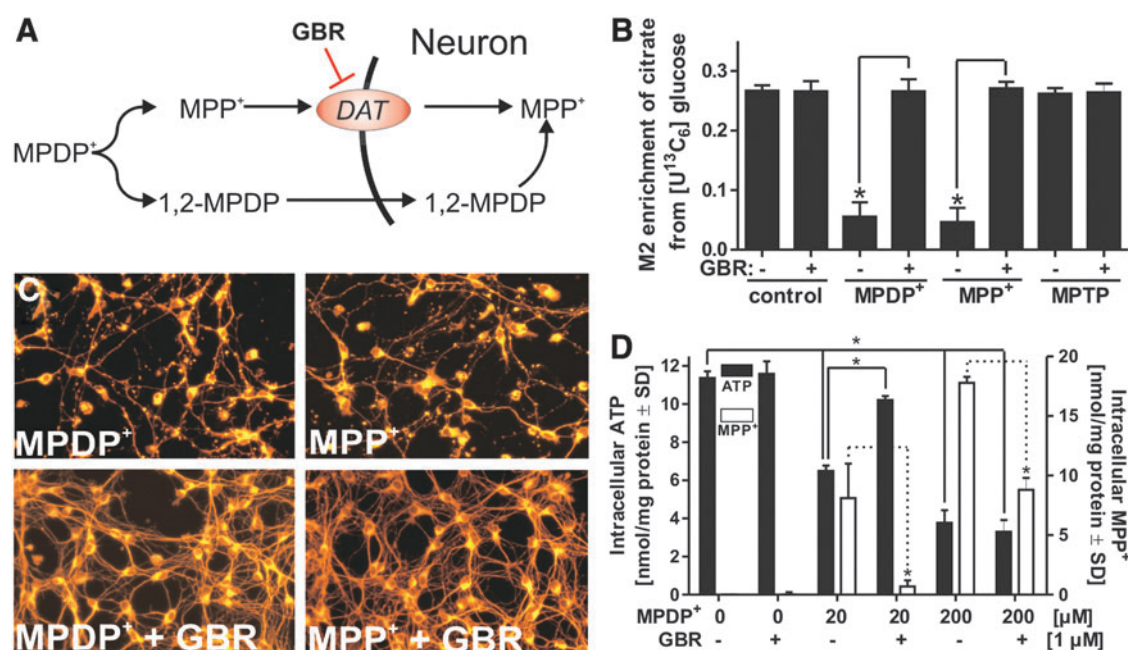 A
GBR
Neuron
MPP+
DAT
MPP+
MPDP+
1,2-MPDP
1,2-MPDP
B
M2 enrichment of citrate
from [U13C6] glucose
0.3
0.2
0.1
0.0
* *
GBR: - + - + - + - +
control MPDP+ MPP+ MPTP
C
MPDP+
MPP+
MPDP+ + GBR
MPP+ + GBR
D
Intracellular ATP
[nmol/mg protein ± SD]
12
10
8
6
4
2
0
ATP
MPP+
*
*
*
*
20
15
10
5
0
Intracellular MPP+
[nmol/mg protein ± SD]
MPDP+ 0 0 20 20 200 200 [µM]
GBR - + - + - + [1 µM]